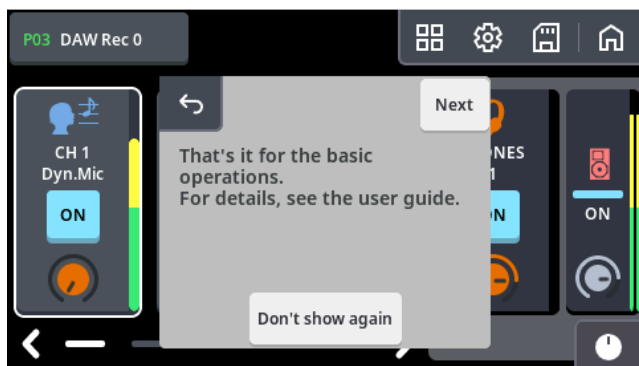 P03 DAW Rec 0
Next
That's it for the basic
operations.
For details, see the user guide.
Don't show again
CH 1
Dyn.Mic
ON
NES
1
N
ON